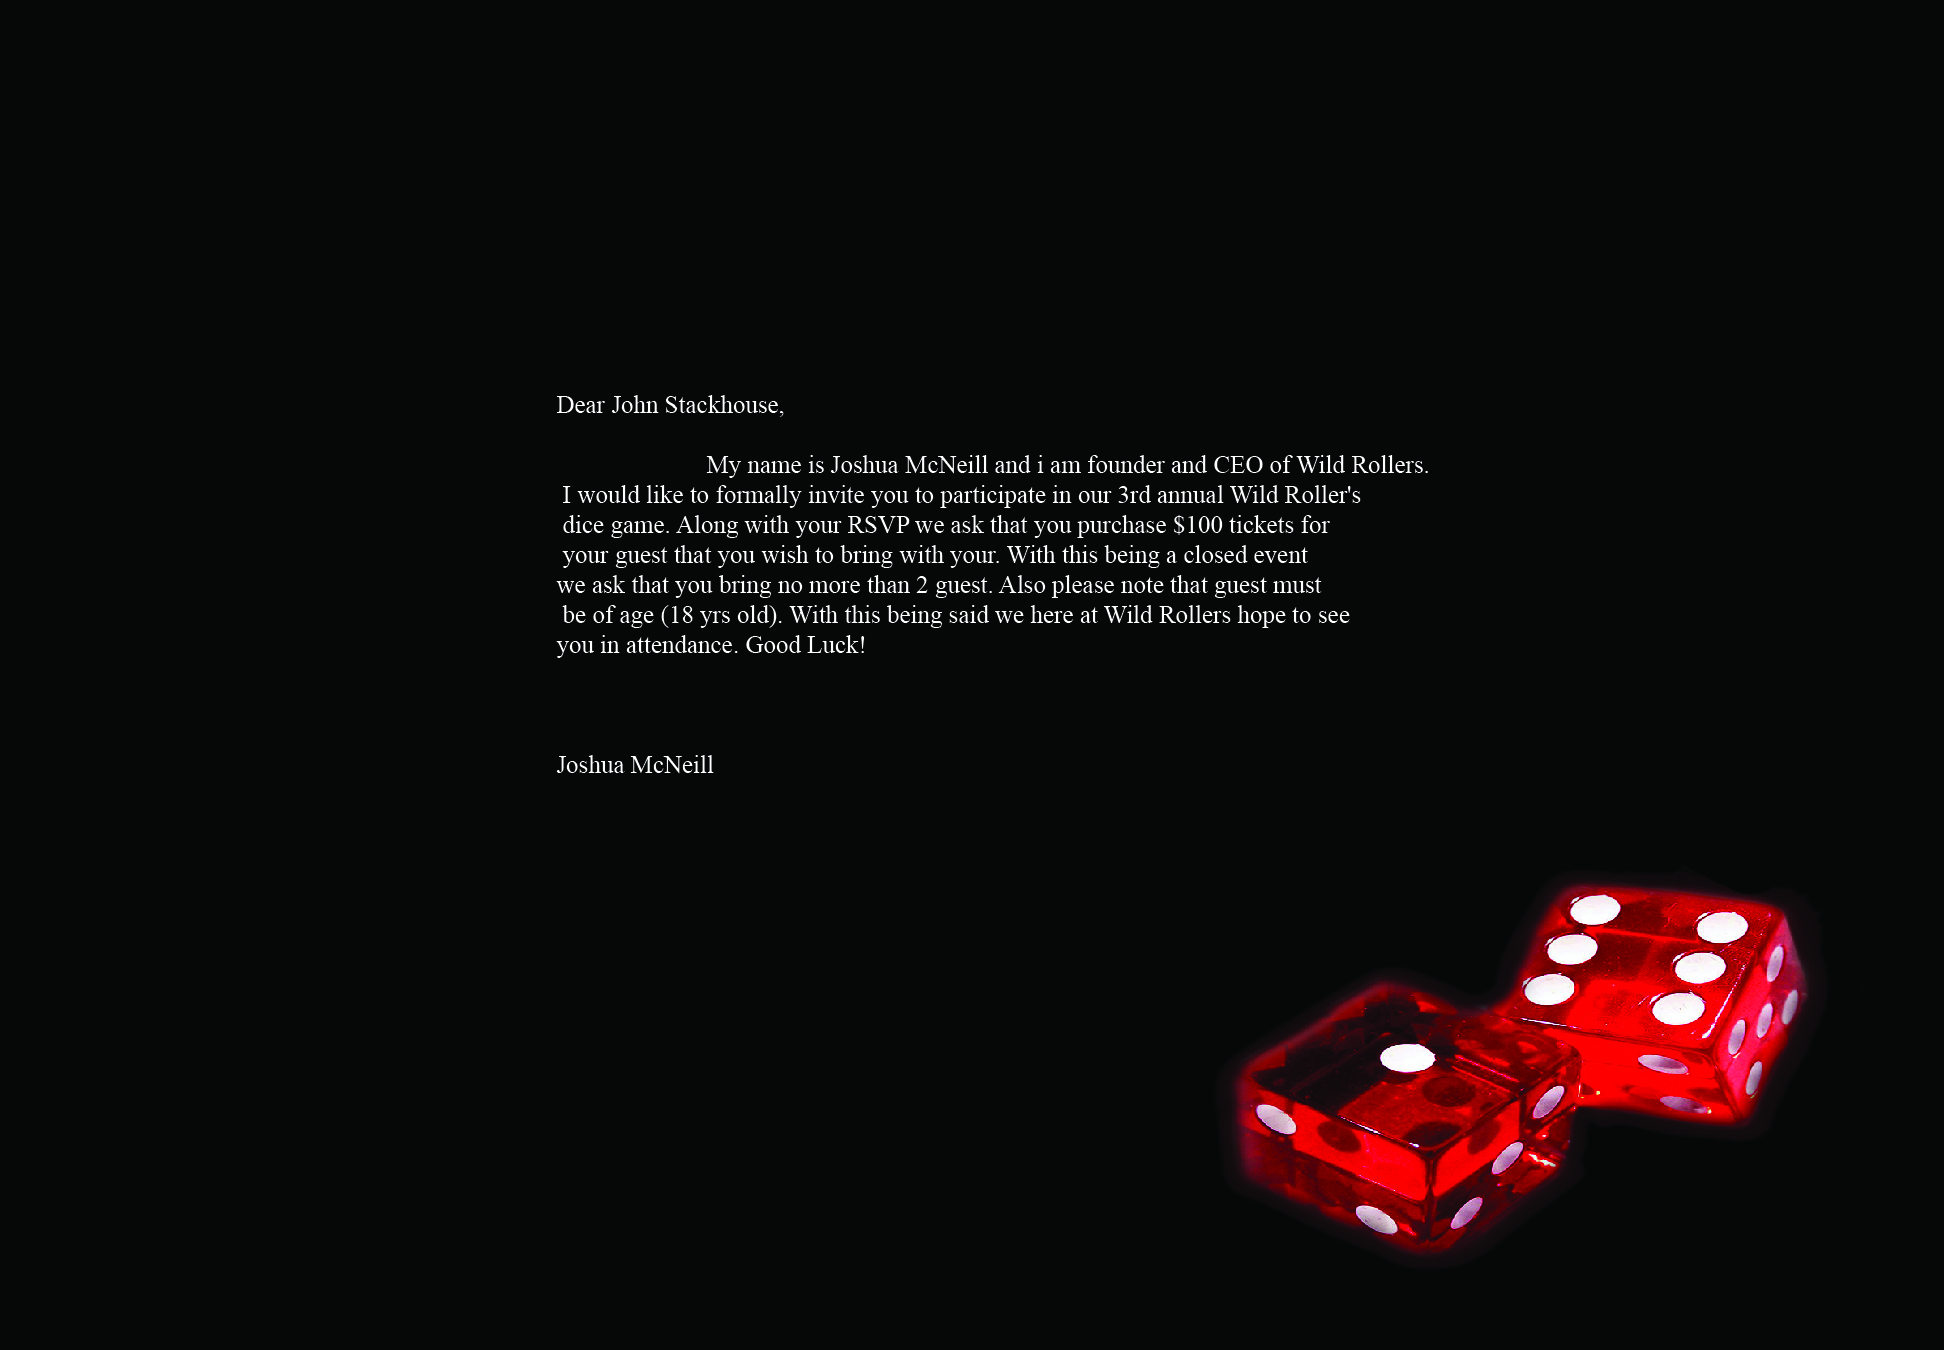 Dear John Stackhouse,
My name is Joshua McNeill and i am founder and CEO of Wild Rollers.
I would like to formally invite you to participate in our 3rd annual Wild Roller's
dice game. Along with your RSVP we ask that you purchase $100 tickets for
your guest that you wish to bring with your. With this being a closed event
we ask that you bring no more than 2 guest. Also please note that guest must
be of age (18 yrs old). With this being said we here at Wild Rollers hope to see
you in attendance. Good Luck!
Joshua McNeill